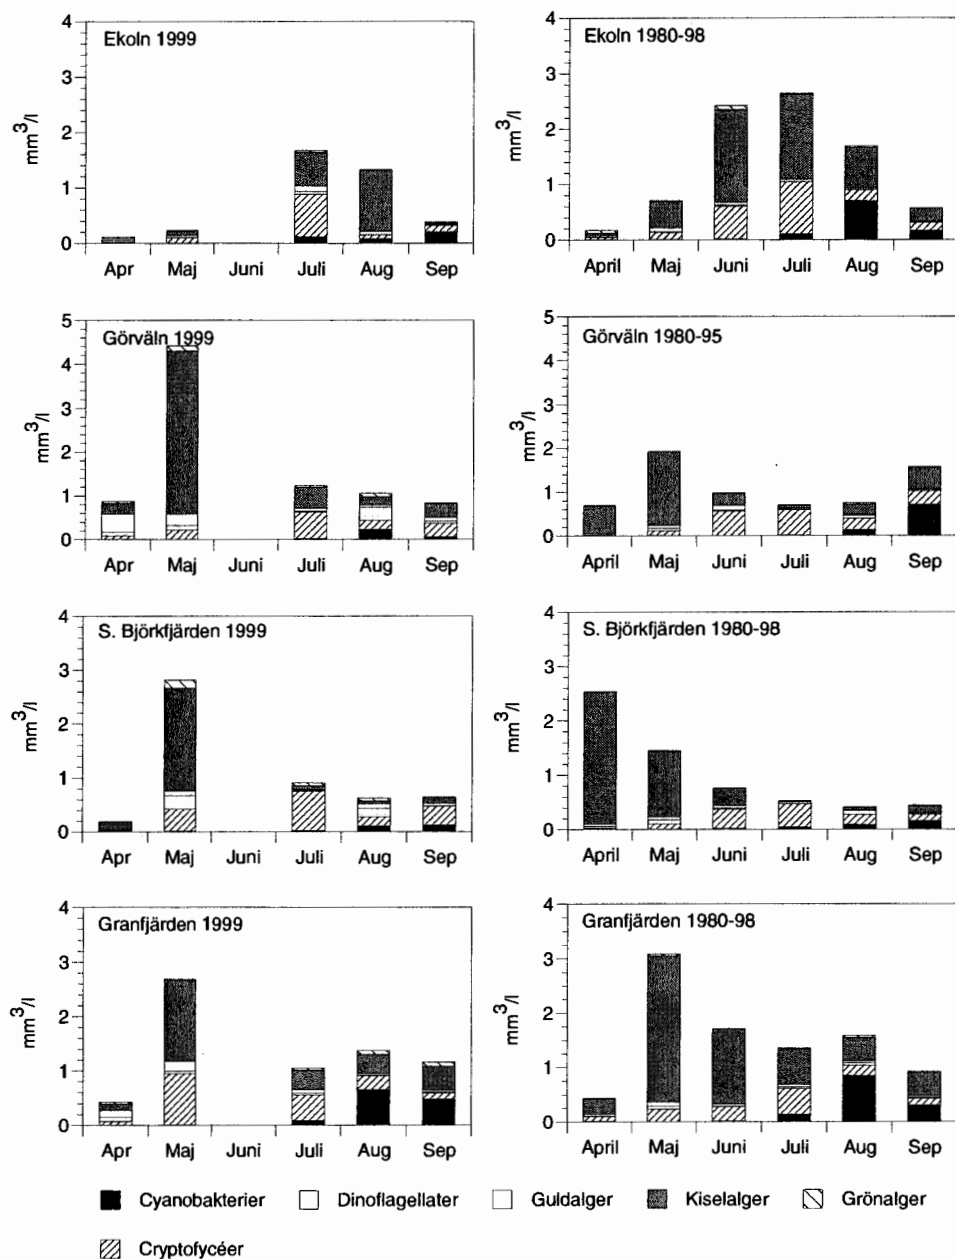 Ekoln 1999
mm³/l
4
3
2
1
0
Apr Maj Juni Juli Aug Sep
Ekoln 1980-98
mm³/l
4
3
2
1
0
April Maj Juni Juli Aug Sep
Görväln 1999
mm³/l
5
4
3
2
1
0
Apr Maj Juni Juli Aug Sep
Görväln 1980-95
mm³/l
5
4
3
2
1
0
April Maj Juni Juli Aug Sep
S. Björkfjärden 1999
mm³/l
4
3
2
1
0
Apr Maj Juni Juli Aug Sep
S. Björkfjärden 1980-98
mm³/l
4
3
2
1
0
April Maj Juni Juli Aug Sep
Granfjärden 1999
mm³/l
4
3
2
1
0
Apr Maj Juni Juli Aug Sep
Granfjärden 1980-98
mm³/l
4
3
2
1
0
April Maj Juni Juli Aug Sep
Cyanobakterier Dinoflagellater Guldalger Kiselalger Grönalger
Cryptofycéer